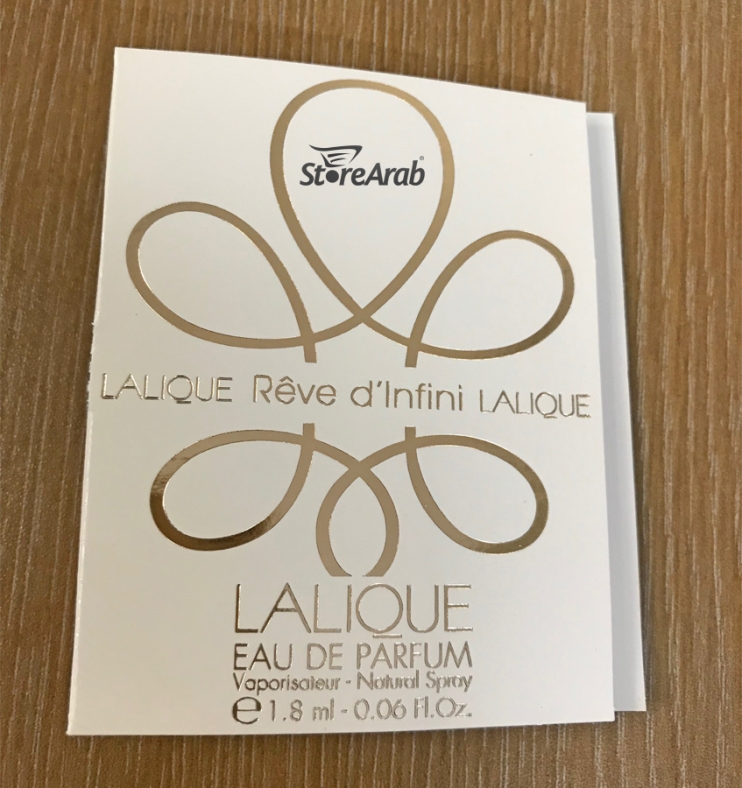 StoreArab®
LALIQUE Rêve d'Infini LALIQUE
LALIQUE
EAU DE PARFUM
Vaporisateur - Natural Spray
℮ 1.8 ml - 0.06 Fl.Oz.